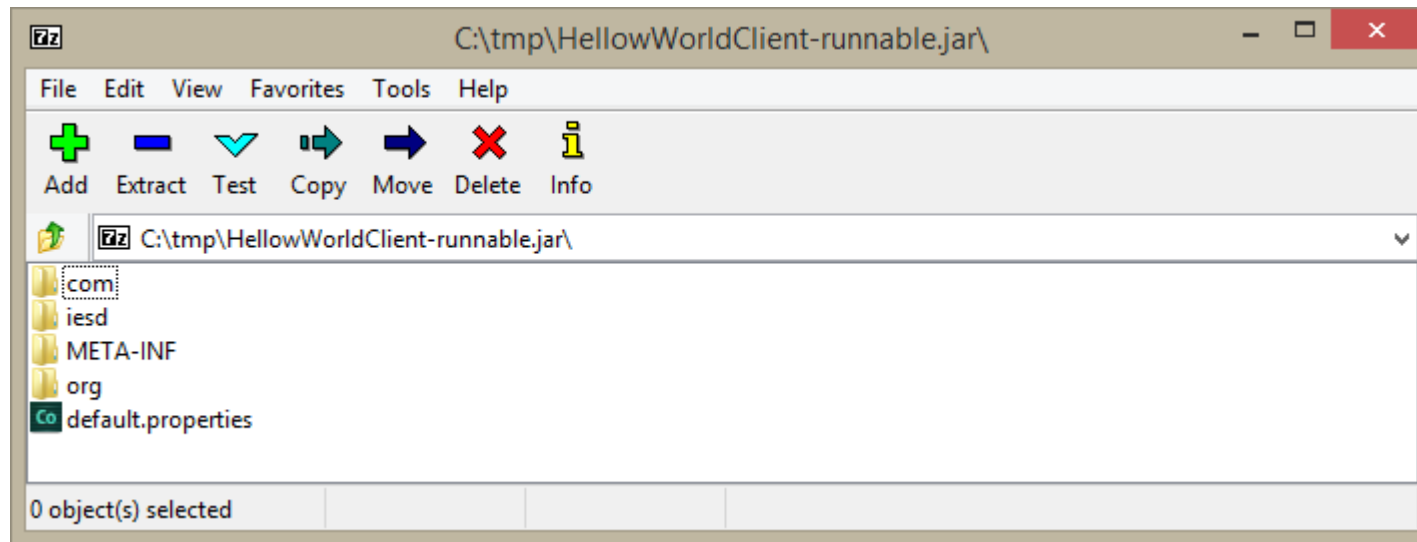 7z C:\tmp\HellowWorldClient-runnable.jar\
File Edit View Favorites Tools Help
Add Extract Test Copy Move Delete Info
7z C:\tmp\HellowWorldClient-runnable.jar\
com
iesd
META-INF
org
Co default.properties
0 object(s) selected